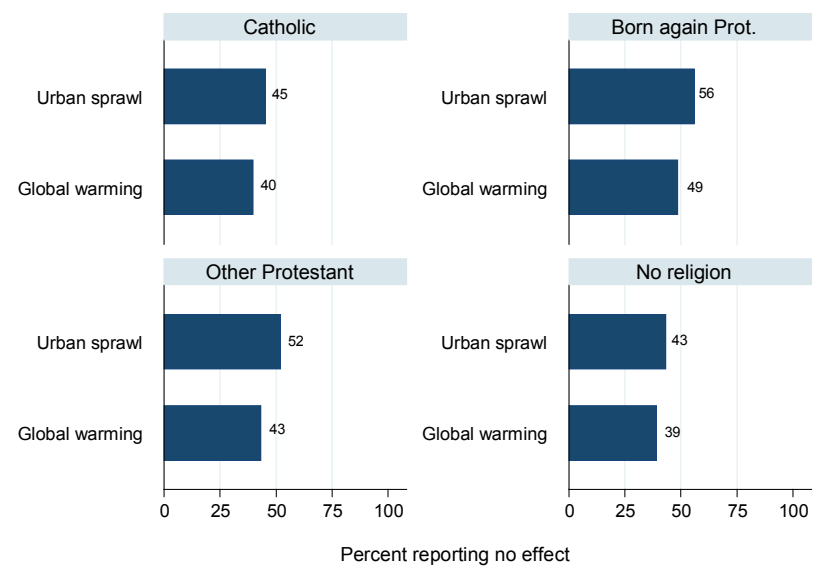 Catholic
Urban sprawl 45
Global warming 40
Born again Prot.
Urban sprawl 56
Global warming 49
Other Protestant
Urban sprawl 52
Global warming 43
0 25 50 75 100
No religion
Urban sprawl 43
Global warming 39
0 25 50 75 100
Percent reporting no effect